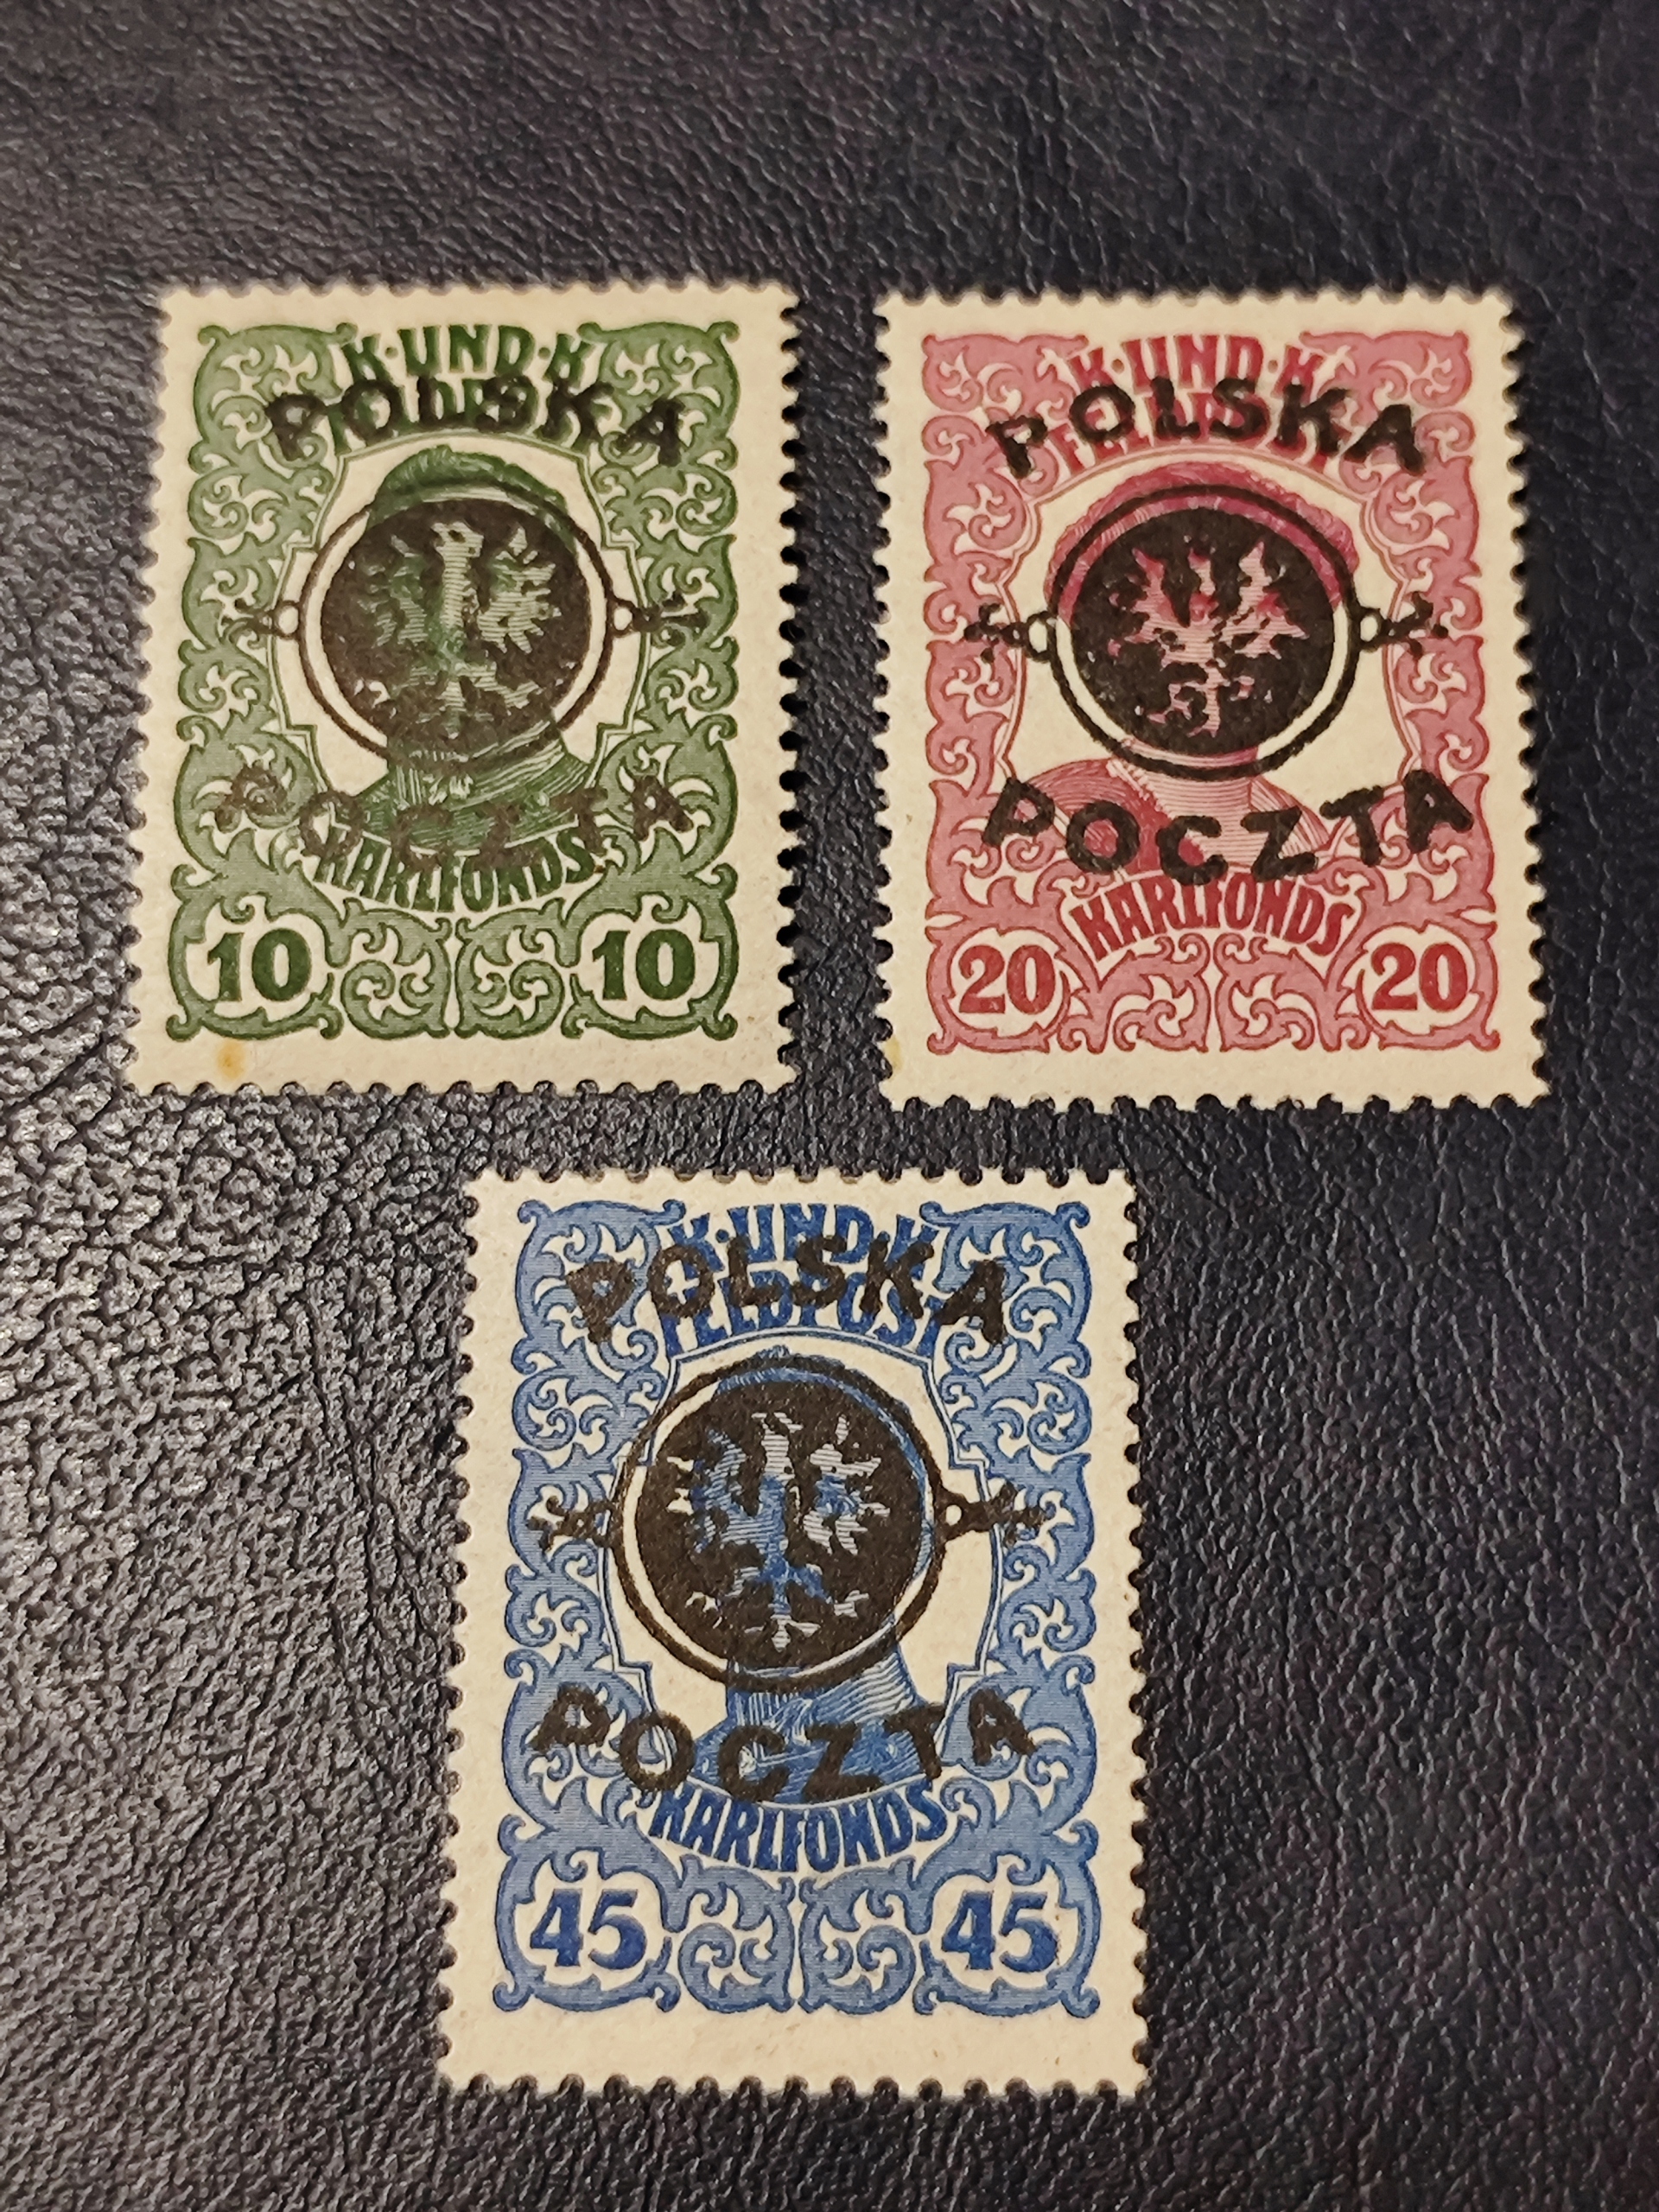 K·UND·K
POLSKA
POCZTA
KARLFONDS
10 10
K·UND·K
FELDPOST
POLSKA
POCZTA
KARLFONDS
20 20
K·UND·K
POLSKA
FELDPOST
POCZTA
KARLFONDS
45 45